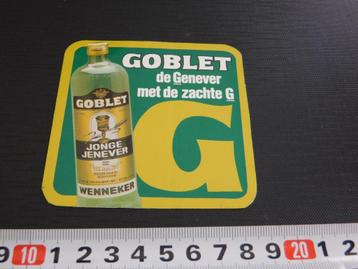 GOBLET
de Genever
met de zachte G
G
GOBLET
JONGE
JENEVER
WENNEKER
9 10 1 2 3 4 5 6 7 8 9 20 1 2